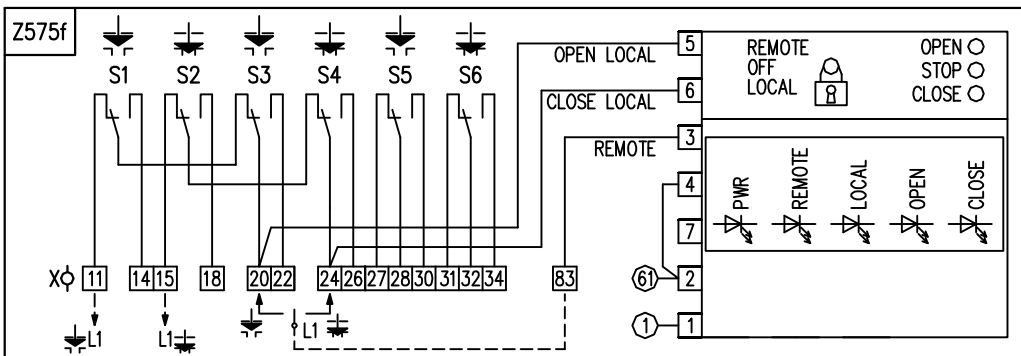 Z575f
S1 S2 S3 S4 S5 S6
OPEN LOCAL
CLOSE LOCAL
REMOTE
5
6
3
4
7
2
1
REMOTE
OFF
LOCAL
OPEN
STOP
CLOSE
PWR
REMOTE
LOCAL
OPEN
CLOSE
X 11 14 15 18 20 22 24 26 27 28 30 31 32 34 83
61
1
L1 L1 L1